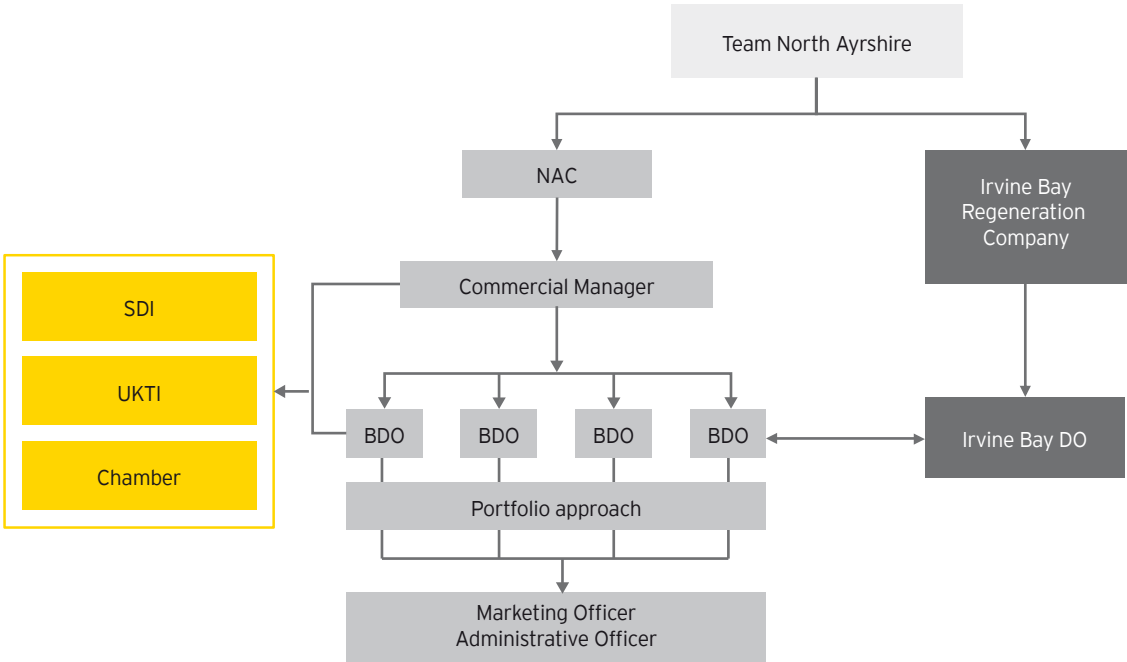 Team North Ayrshire
NAC
Irvine Bay
Regeneration
Company
Commercial Manager
SDI
UKTI
Chamber
BDO
BDO
BDO
BDO
Irvine Bay DO
Portfolio approach
Marketing Officer
Administrative Officer